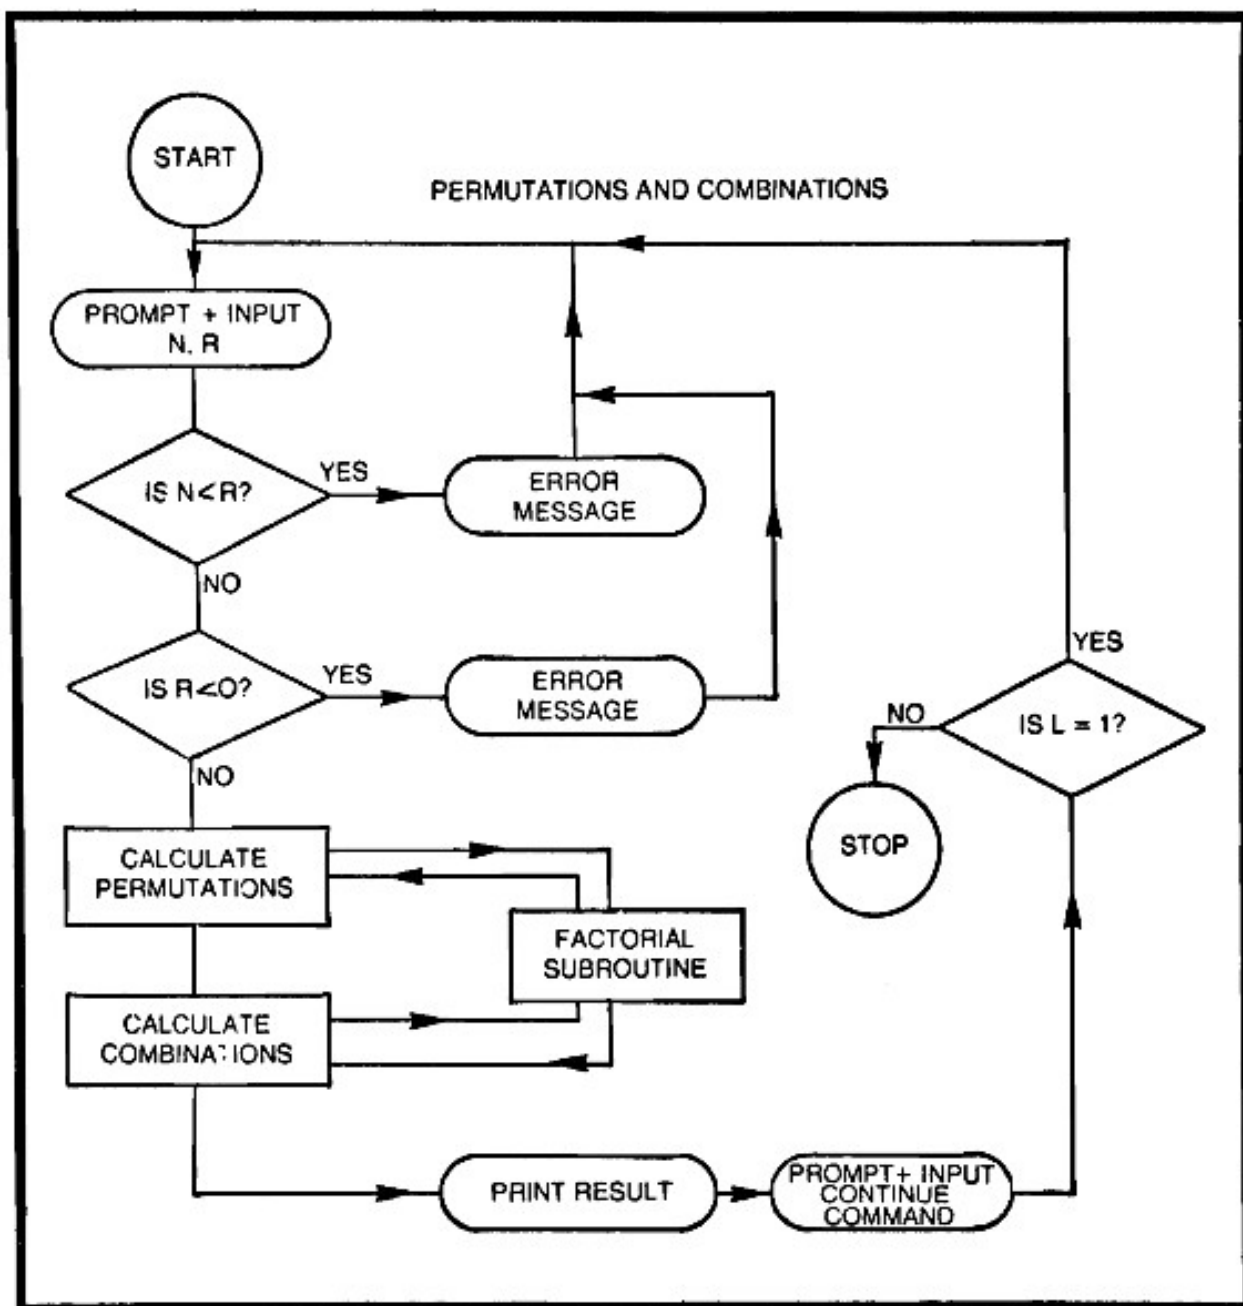 START
PERMUTATIONS AND COMBINATIONS
PROMPT + INPUT
N, R
IS N<R?
YES
ERROR
MESSAGE
NO
IS R<O?
YES
ERROR
MESSAGE
NO
YES
IS L = 1?
NO
STOP
CALCULATE
PERMUTATIONS
FACTORIAL
SUBROUTINE
CALCULATE
COMBINATIONS
PRINT RESULT
PROMPT+ INPUT
CONTINUE
COMMAND